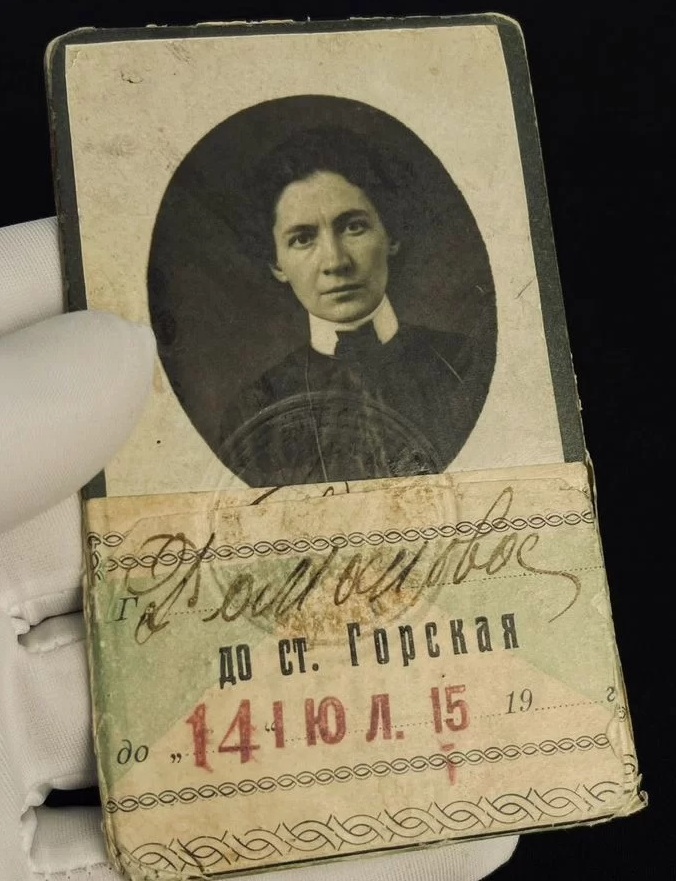 Г
до ст. Горская
до „14“ ІЮЛ. 15 19 г.